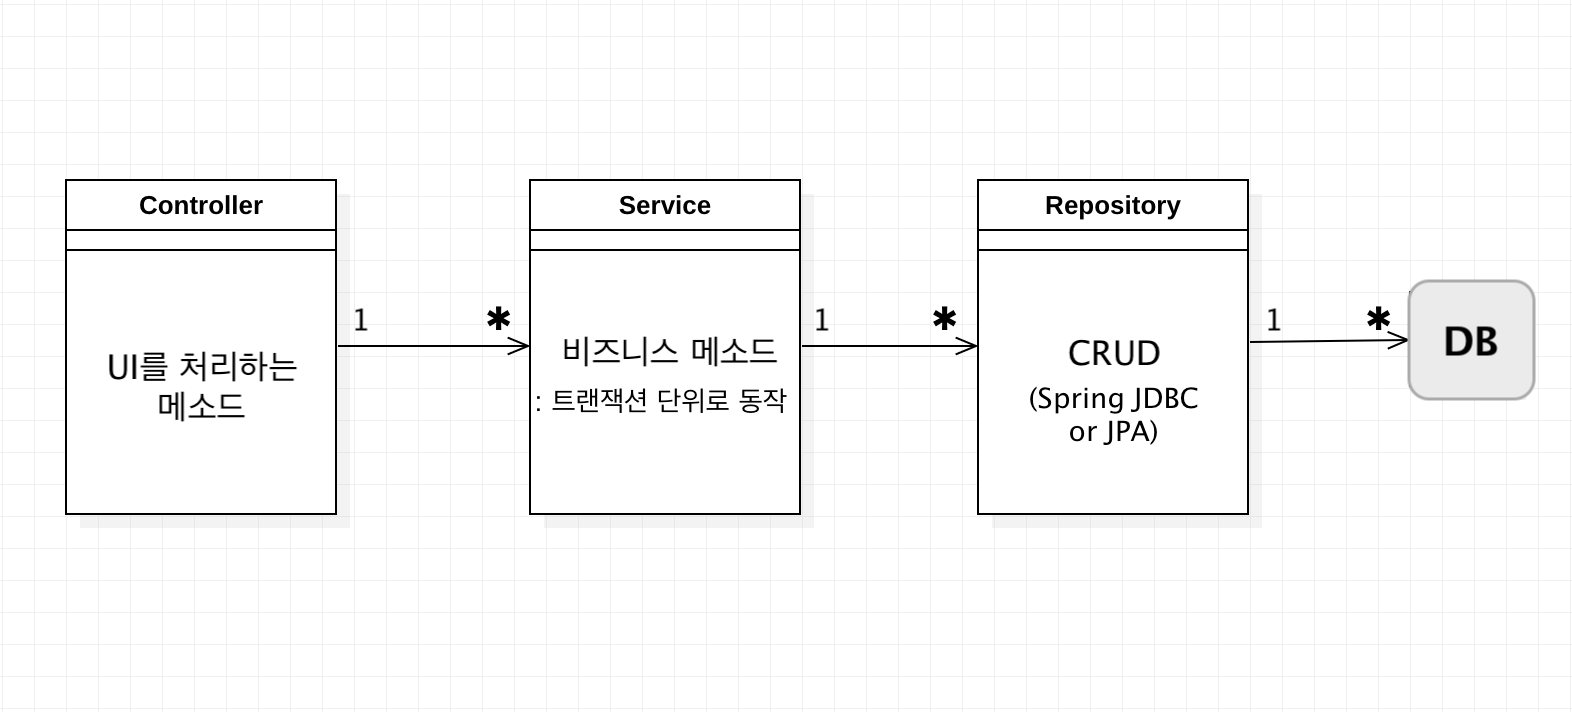 Controller
UI를 처리하는
메소드
1
*
Service
비즈니스 메소드
: 트랜잭션 단위로 동작
1
*
Repository
CRUD
(Spring JDBC
or JPA)
1
*
DB